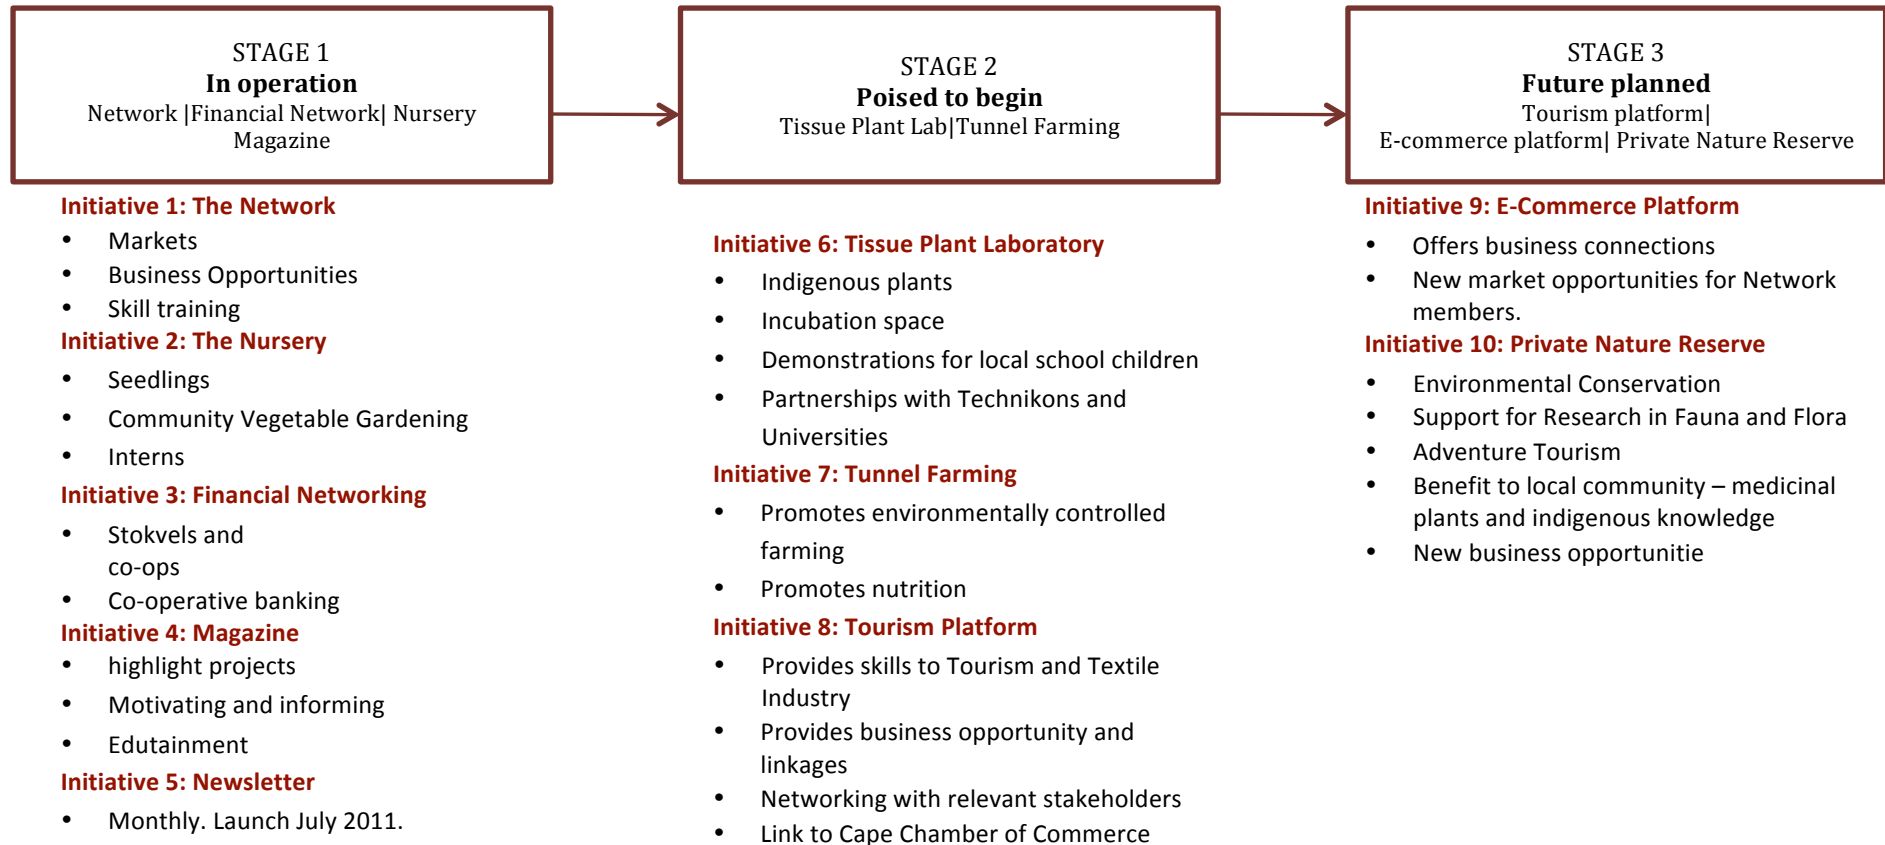 STAGE 1
In operation
Network |Financial Network| Nursery
Magazine
STAGE 2
Poised to begin
Tissue Plant Lab|Tunnel Farming
STAGE 3
Future planned
Tourism platform|
E-commerce platform| Private Nature Reserve
Initiative 1: The Network
• Markets
• Business Opportunities
• Skill training
Initiative 2: The Nursery
• Seedlings
• Community Vegetable Gardening
• Interns
Initiative 3: Financial Networking
• Stokvels and
co-ops
• Co-operative banking
Initiative 4: Magazine
• highlight projects
• Motivating and informing
• Edutainment
Initiative 5: Newsletter
• Monthly. Launch July 2011.
Initiative 6: Tissue Plant Laboratory
• Indigenous plants
• Incubation space
• Demonstrations for local school children
• Partnerships with Technikons and
Universities
Initiative 7: Tunnel Farming
• Promotes environmentally controlled
farming
• Promotes nutrition
Initiative 8: Tourism Platform
• Provides skills to Tourism and Textile
Industry
• Provides business opportunity and
linkages
• Networking with relevant stakeholders
• Link to Cape Chamber of Commerce
Initiative 9: E-Commerce Platform
• Offers business connections
• New market opportunities for Network
members.
Initiative 10: Private Nature Reserve
• Environmental Conservation
• Support for Research in Fauna and Flora
• Adventure Tourism
• Benefit to local community – medicinal
plants and indigenous knowledge
• New business opportunitie